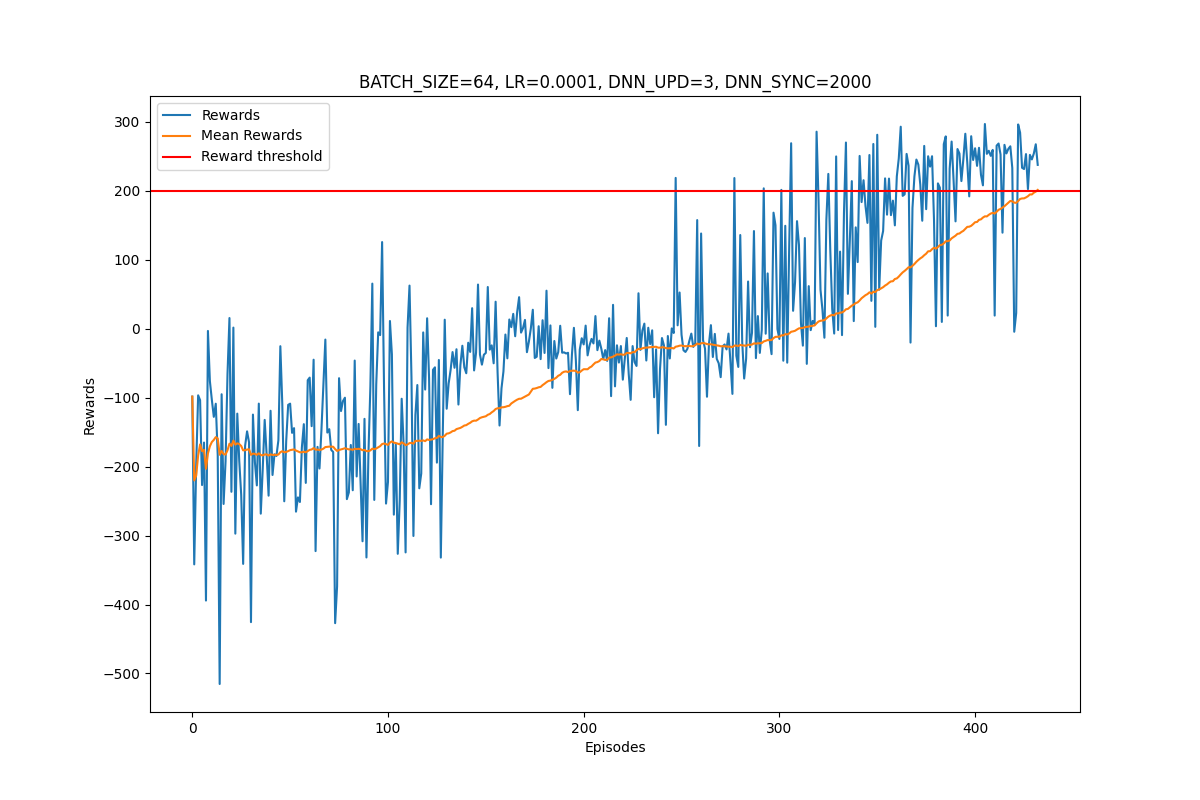 BATCH_SIZE=64, LR=0.0001, DNN_UPD=3, DNN_SYNC=2000
Rewards
Mean Rewards
Reward threshold
300
200
100
0
−100
−200
−300
−400
−500
Rewards
0 100 200 300 400
Episodes